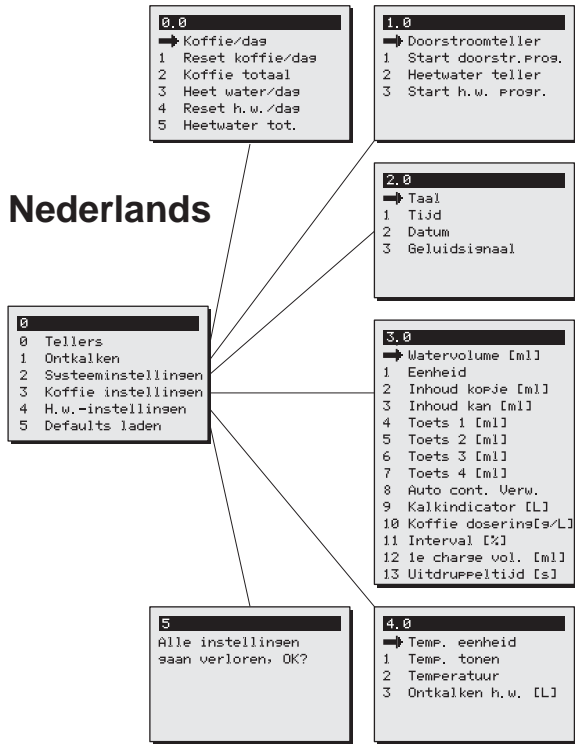 0.0
Koffie/dag
1 Reset koffie/dag
2 Koffie totaal
3 Heet water/dag
4 Reset h.w./dag
5 Heetwater tot.
1.0
Doorstroomteller
1 Start doorstr.prog.
2 Heetwater teller
3 Start h.w. progr.
Nederlands
2.0
Taal
1 Tijd
2 Datum
3 Geluidsignaal
0
0 Tellers
1 Ontkalken
2 Systeeminstellingen
3 Koffie instellingen
4 H.w.-instellingen
5 Defaults laden
3.0
Watervolume [ml]
1 Eenheid
2 Inhoud kopje [ml]
3 Inhoud kan [ml]
4 Toets 1 [ml]
5 Toets 2 [ml]
6 Toets 3 [ml]
7 Toets 4 [ml]
8 Auto cont. Verw.
9 Kalkindicator [L]
10 Koffie dosering[g/L]
11 Interval [%]
12 1e charge vol. [ml]
13 Uitdruppeltijd [s]
5
Alle instellingen
gaan verloren, OK?
4.0
Temp. eenheid
1 Temp. tonen
2 Temperatuur
3 Ontkalken h.w. [L]